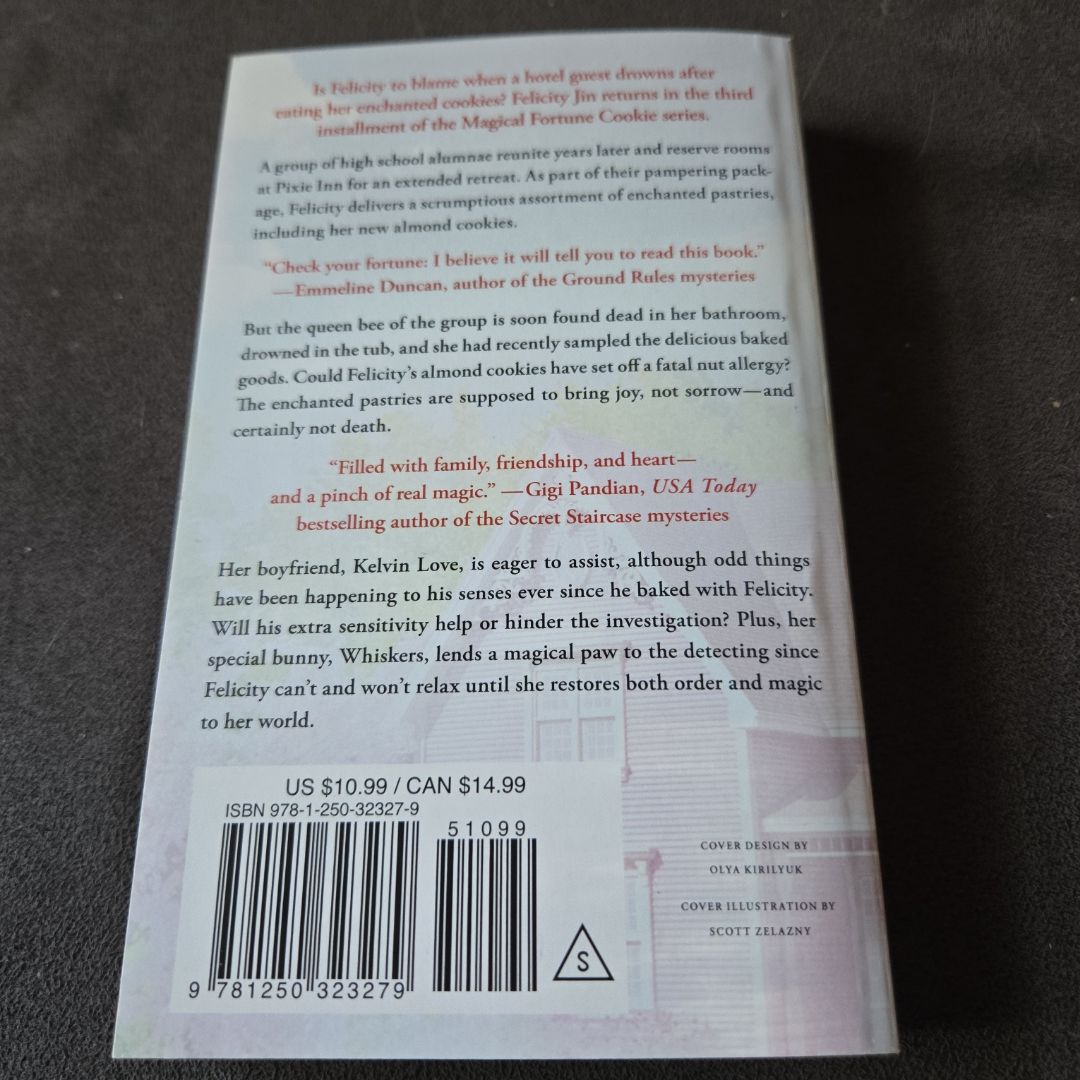 Is Felicity to blame when a hotel guest drowns after
eating her enchanted cookies? Felicity Jin returns in the third
installment of the Magical Fortune Cookie series.
A group of high school alumnae reunite years later and reserve rooms
at Pixie Inn for an extended retreat. As part of their pampering pack-
age, Felicity delivers a scrumptious assortment of enchanted pastries,
including her new almond cookies.
“Check your fortune: I believe it will tell you to read this book.”
—Emmeline Duncan, author of the Ground Rules mysteries
But the queen bee of the group is soon found dead in her bathroom,
drowned in the tub, and she had recently sampled the delicious baked
goods. Could Felicity’s almond cookies have set off a fatal nut allergy?
The enchanted pastries are supposed to bring joy, not sorrow—and
certainly not death.
“Filled with family, friendship, and heart—
and a pinch of real magic.” —Gigi Pandian, USA Today
bestselling author of the Secret Staircase mysteries
Her boyfriend, Kelvin Love, is eager to assist, although odd things
have been happening to his senses ever since he baked with Felicity.
Will his extra sensitivity help or hinder the investigation? Plus, her
special bunny, Whiskers, lends a magical paw to the detecting since
Felicity can’t and won’t relax until she restores both order and magic
to her world.
US $10.99 / CAN $14.99
ISBN 978-1-250-32327-9
51099
9 781250 323279
S
COVER DESIGN BY
OLYA KIRILYUK
COVER ILLUSTRATION BY
SCOTT ZELAZNY